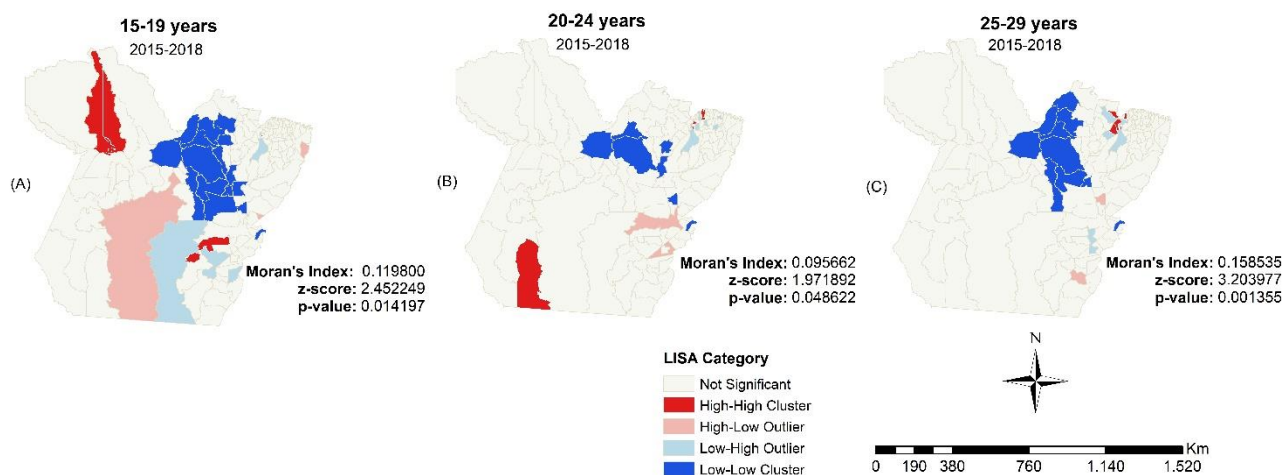 15-19 years
2015-2018
(A)
Moran's Index: 0.119800
z-score: 2.452249
p-value: 0.014197
20-24 years
2015-2018
(B)
Moran's Index: 0.095662
z-score: 1.971892
p-value: 0.048622
25-29 years
2015-2018
(C)
Moran's Index: 0.158535
z-score: 3.203977
p-value: 0.001355
LISA Category
Not Significant
High-High Cluster
High-Low Outlier
Low-High Outlier
Low-Low Cluster
N
Km
0 190 380 760 1.140 1.520